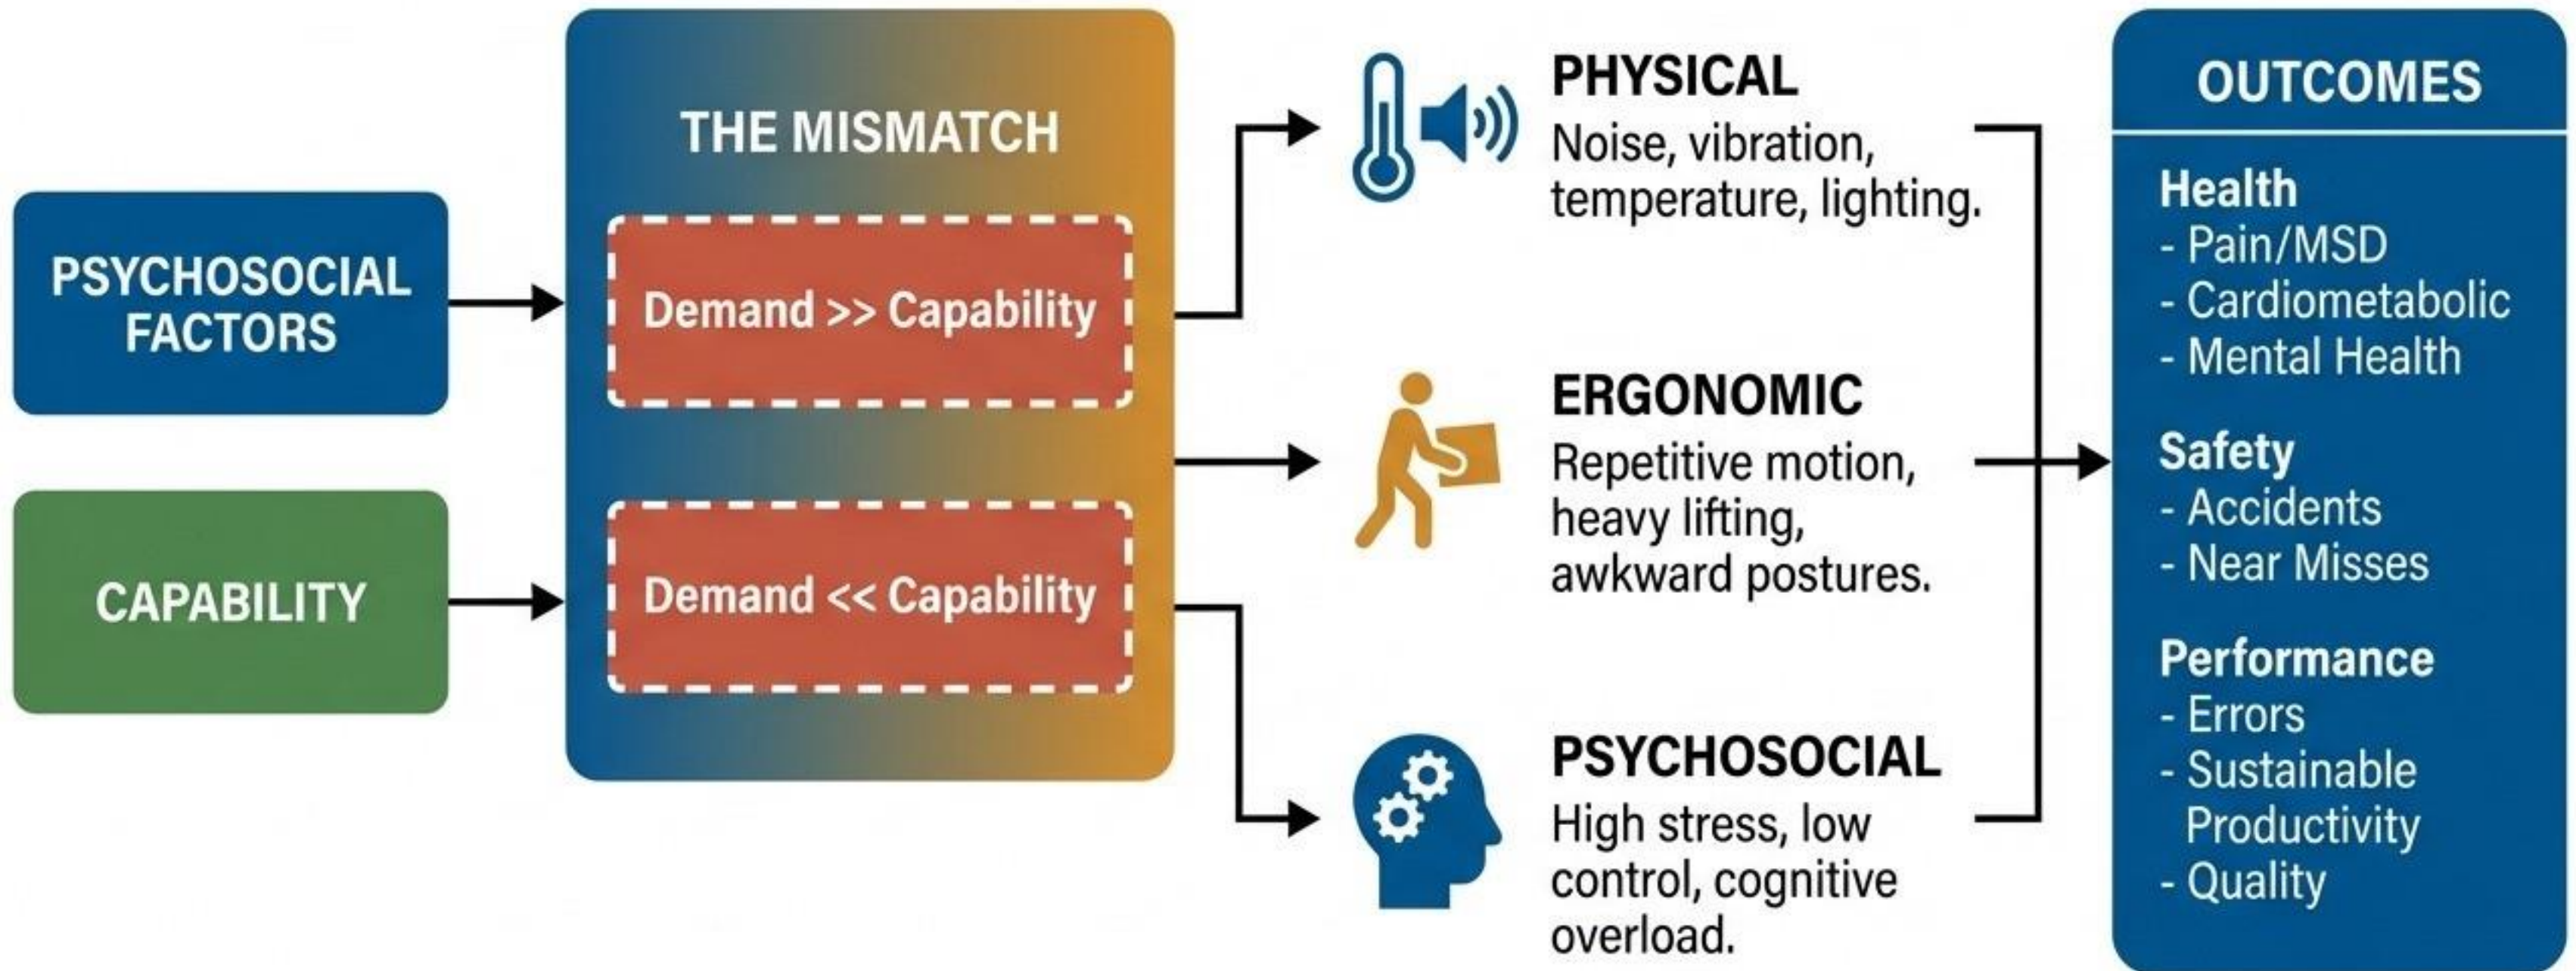 PSYCHOSOCIAL
FACTORS
CAPABILITY
THE MISMATCH
Demand >> Capability
Demand << Capability
PHYSICAL
Noise, vibration,
temperature, lighting.
ERGONOMIC
Repetitive motion,
heavy lifting,
awkward postures.
PSYCHOSOCIAL
High stress, low
control, cognitive
overload.
OUTCOMES
Health
- Pain/MSD
- Cardiometabolic
- Mental Health
Safety
- Accidents
- Near Misses
Performance
- Errors
- Sustainable
Productivity
- Quality